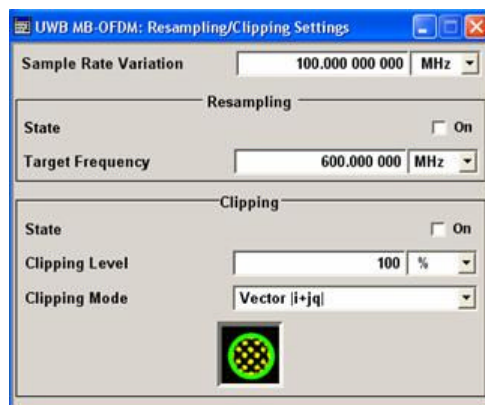 UWB MB-OFDM: Resampling/Clipping Settings
Sample Rate Variation 100.000 000 000 MHz
Resampling
State On
Target Frequency 600.000 000 MHz
Clipping
State On
Clipping Level 100 %
Clipping Mode Vector |i+jq|